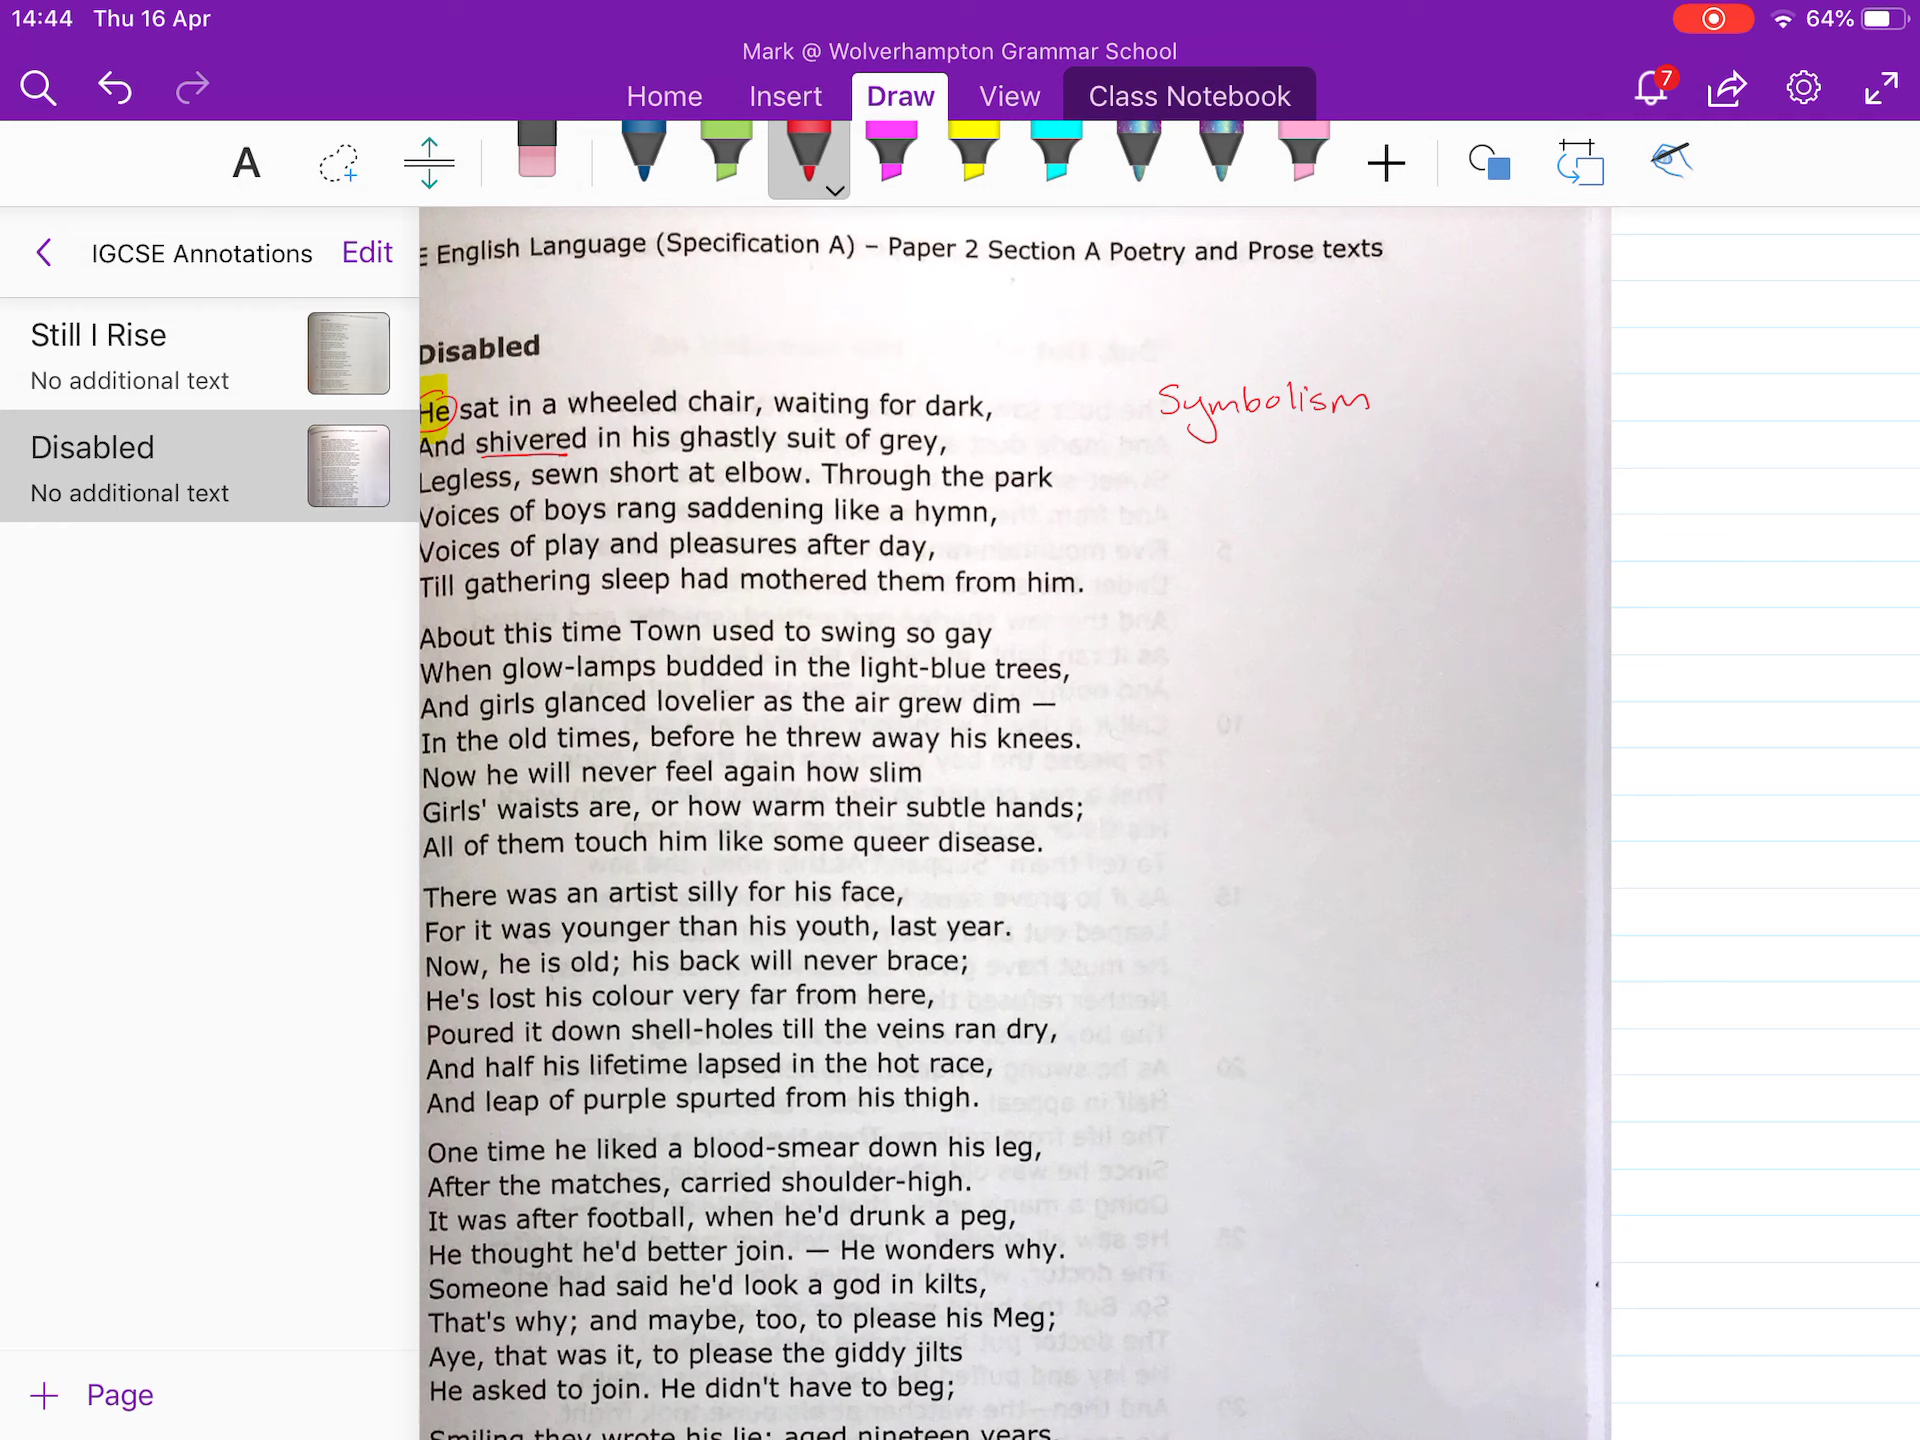 14:44 Thu 16 Apr
64%
Mark @ Wolverhampton Grammar School
Home Insert Draw View Class Notebook
7
A
IGCSE Annotations Edit
Still I Rise
No additional text
Disabled
No additional text
Page
E English Language (Specification A) – Paper 2 Section A Poetry and Prose texts
Disabled
He sat in a wheeled chair, waiting for dark,
Symbolism
And shivered in his ghastly suit of grey,
Legless, sewn short at elbow. Through the park
Voices of boys rang saddening like a hymn,
Voices of play and pleasures after day,
Till gathering sleep had mothered them from him.
About this time Town used to swing so gay
When glow-lamps budded in the light-blue trees,
And girls glanced lovelier as the air grew dim —
In the old times, before he threw away his knees.
Now he will never feel again how slim
Girls' waists are, or how warm their subtle hands;
All of them touch him like some queer disease.
There was an artist silly for his face,
For it was younger than his youth, last year.
Now, he is old; his back will never brace;
He's lost his colour very far from here,
Poured it down shell-holes till the veins ran dry,
And half his lifetime lapsed in the hot race,
And leap of purple spurted from his thigh.
One time he liked a blood-smear down his leg,
After the matches, carried shoulder-high.
It was after football, when he'd drunk a peg,
He thought he'd better join. — He wonders why.
Someone had said he'd look a god in kilts,
That's why; and maybe, too, to please his Meg;
Aye, that was it, to please the giddy jilts
He asked to join. He didn't have to beg;
Smiling they wrote his lie; aged nineteen years.